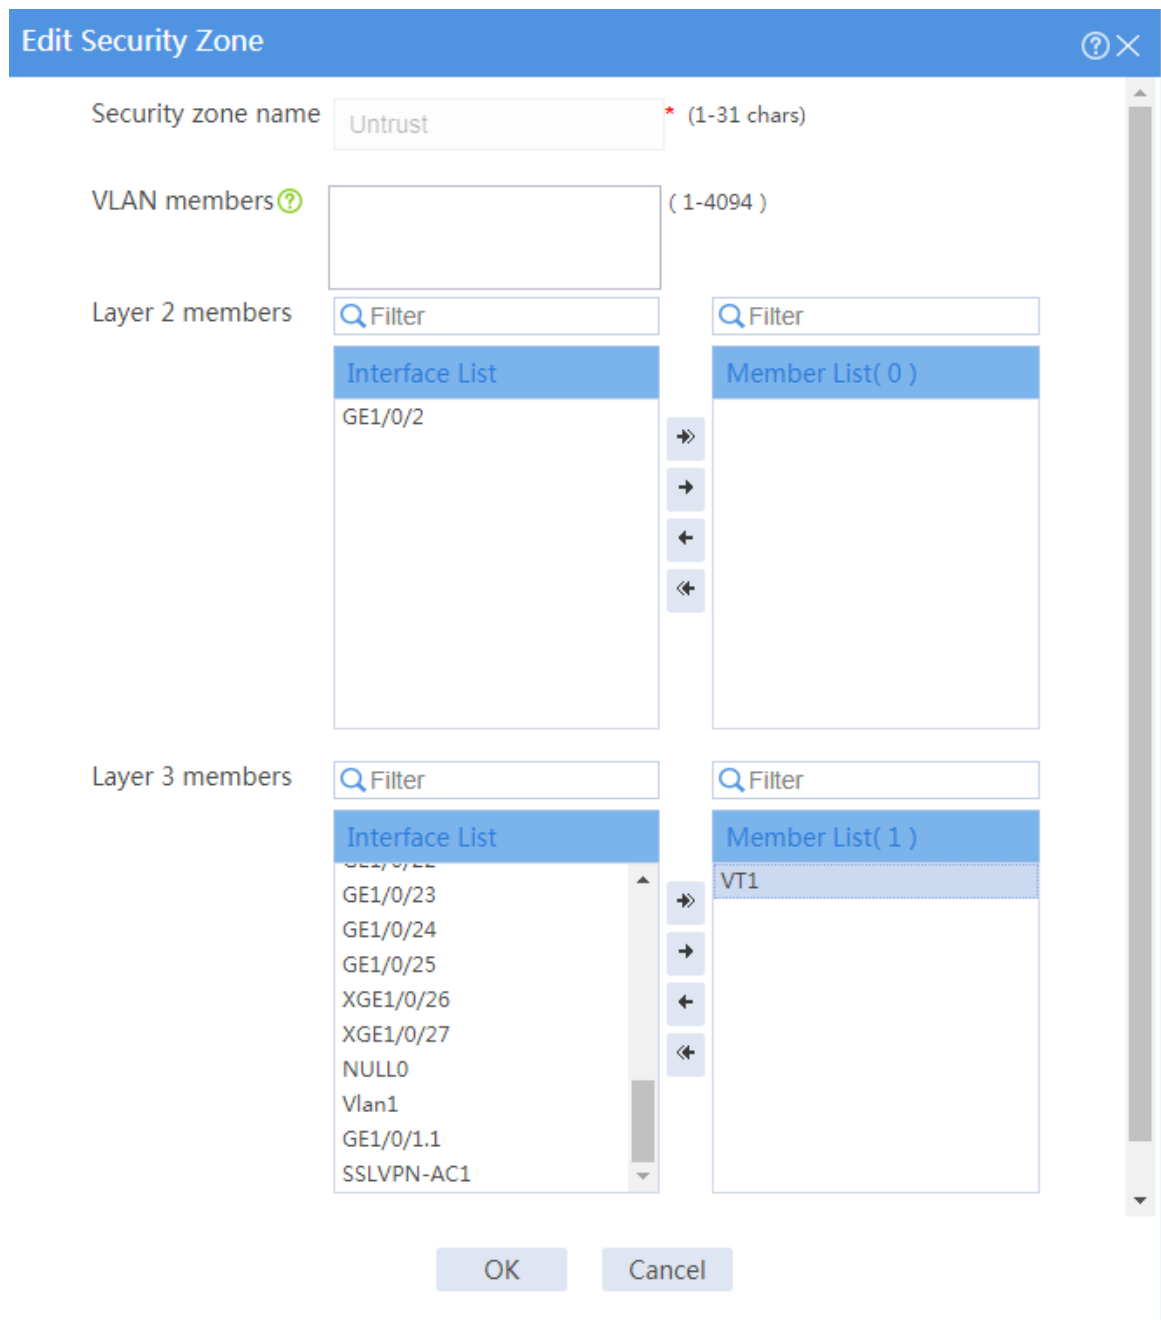 Edit Security Zone
Security zone name Untrust * (1-31 chars)
VLAN members ( 1-4094 )
Layer 2 members Filter Filter
Interface List Member List( 0 )
GE1/0/2
Layer 3 members Filter Filter
Interface List Member List( 1 )
VT1
GE1/0/23
GE1/0/24
GE1/0/25
XGE1/0/26
XGE1/0/27
NULL0
Vlan1
GE1/0/1.1
SSLVPN-AC1
OK Cancel